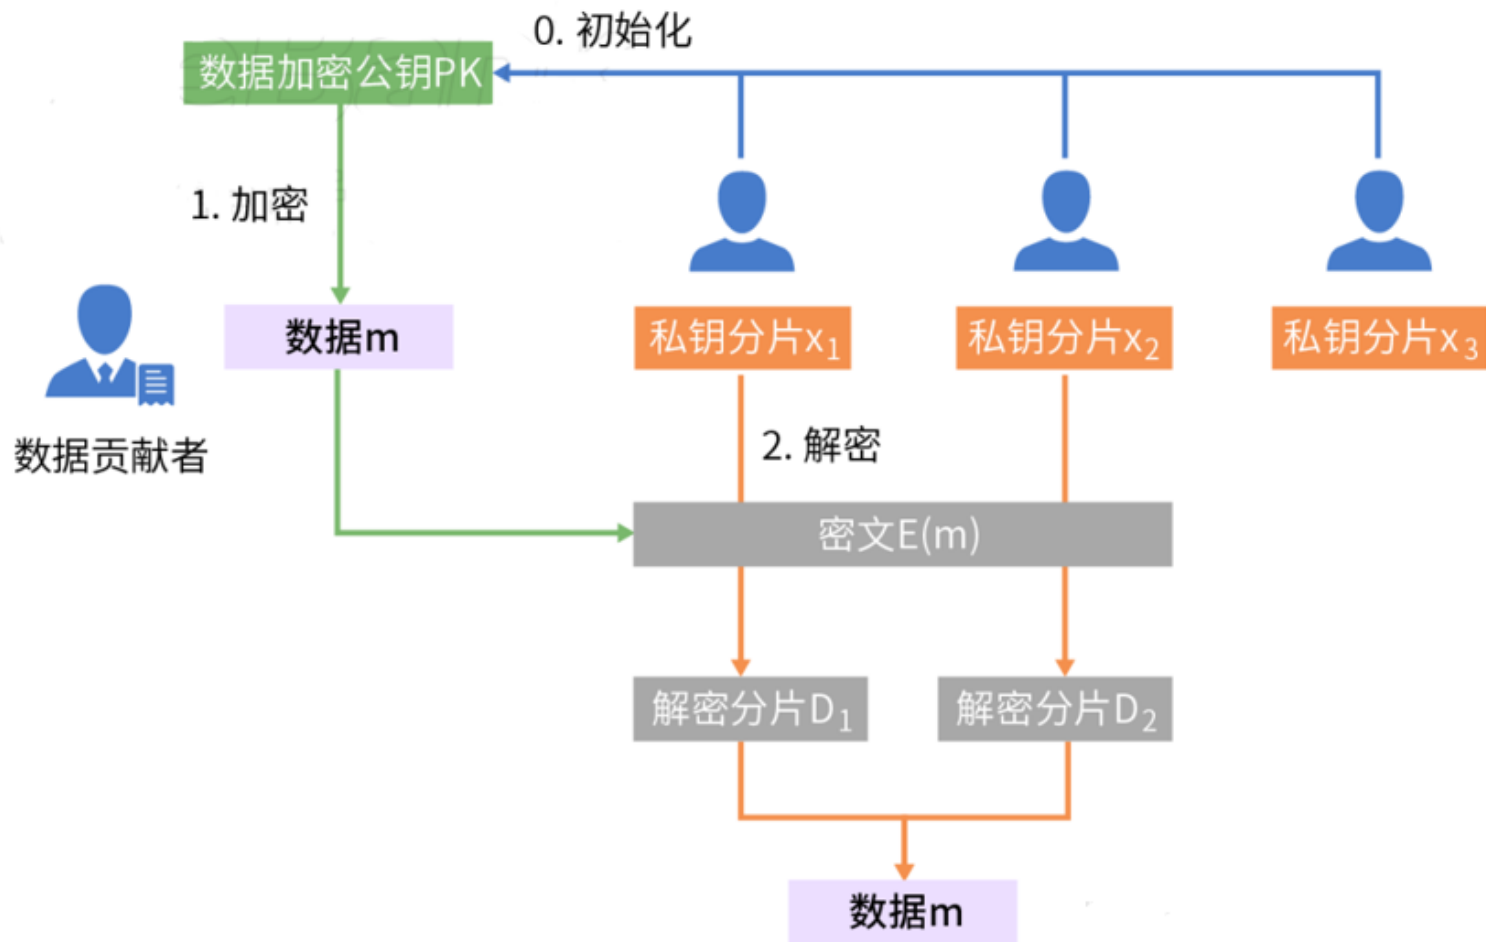 0. 初始化
数据加密公钥PK
1. 加密
数据m
私钥分片x₁
私钥分片x₂
私钥分片x₃
数据贡献者
2. 解密
密文E(m)
解密分片D₁
解密分片D₂
数据m